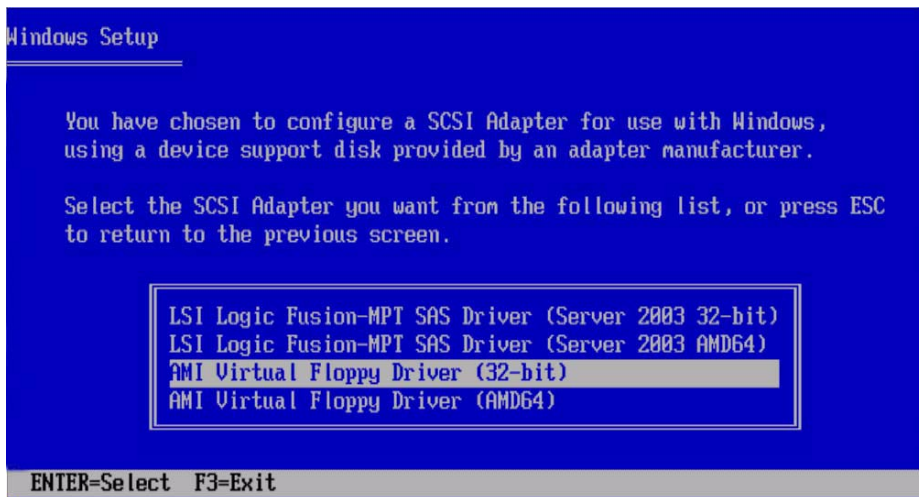 Windows Setup
You have chosen to configure a SCSI Adapter for use with Windows,
using a device support disk provided by an adapter manufacturer.
Select the SCSI Adapter you want from the following list, or press ESC
to return to the previous screen.
LSI Logic Fusion-MPT SAS Driver (Server 2003 32-bit)
LSI Logic Fusion-MPT SAS Driver (Server 2003 AMD64)
AMI Virtual Floppy Driver (32-bit)
AMI Virtual Floppy Driver (AMD64)
ENTER=Select F3=Exit